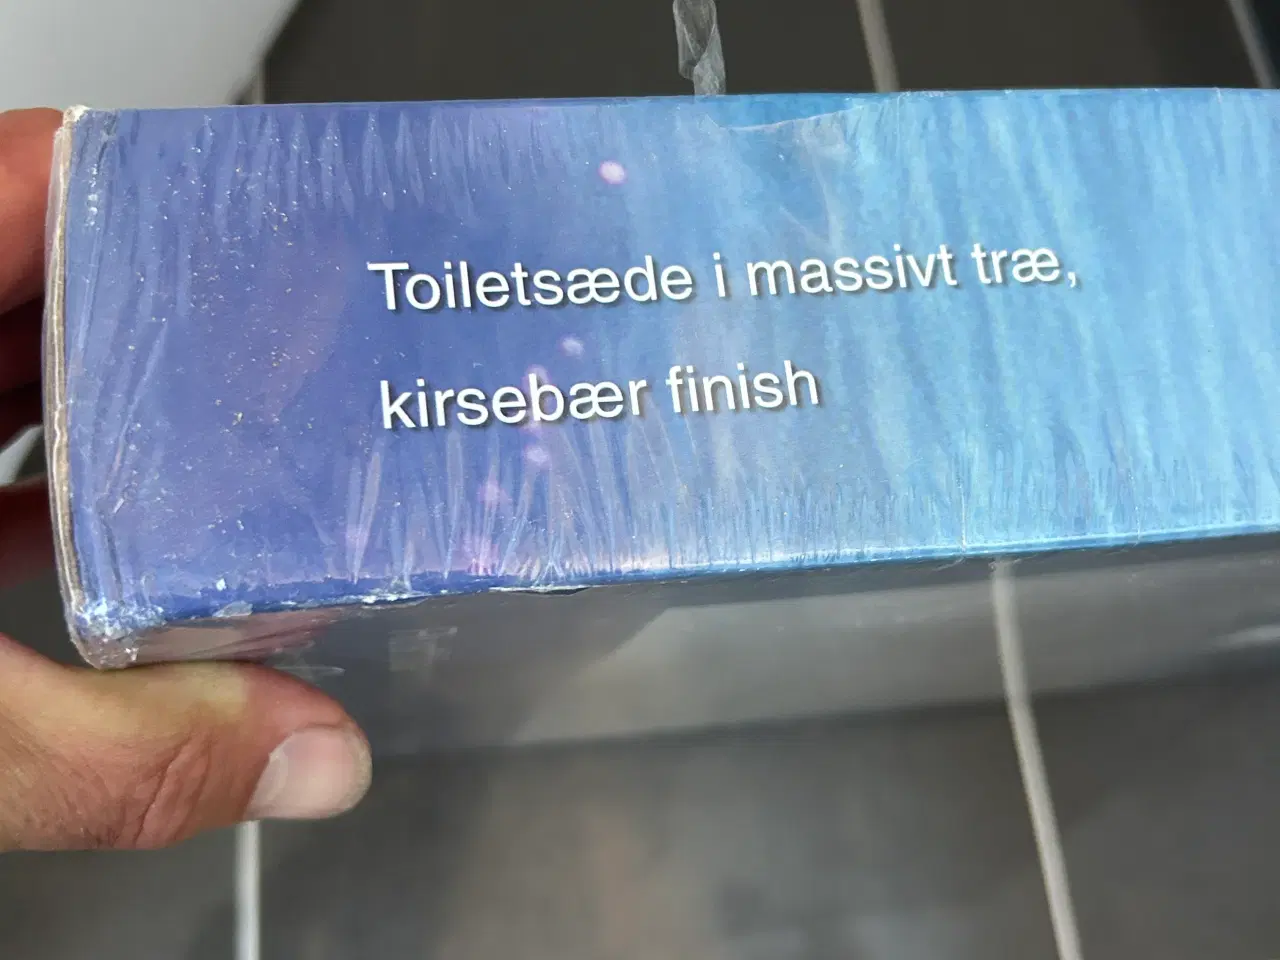 Toiletsæde i massivt træ,
kirsebær finish